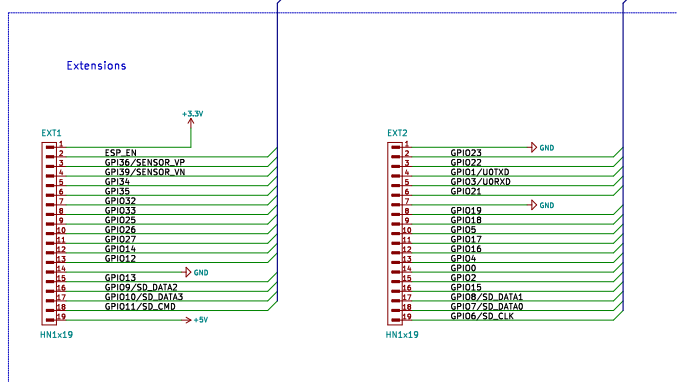 Extensions
+3.3V
EXT1
1
2 ESP_EN
3 GPI36/SENSOR_VP
4 GPI39/SENSOR_VN
5 GPI34
6 GPI35
7 GPIO32
8 GPIO33
9 GPIO25
10 GPIO26
11 GPIO27
12 GPIO14
13 GPIO12
14 GND
15 GPIO13
16 GPIO9/SD_DATA2
17 GPIO10/SD_DATA3
18 GPIO11/SD_CMD
19 +5V
HN1x19
EXT2
1 GND
2 GPIO23
3 GPIO22
4 GPIO1/U0TXD
5 GPIO3/U0RXD
6 GPIO21
7 GND
8 GPIO19
9 GPIO18
10 GPIO5
11 GPIO17
12 GPIO16
13 GPIO4
14 GPIO0
15 GPIO2
16 GPIO15
17 GPIO8/SD_DATA1
18 GPIO7/SD_DATA0
19 GPIO6/SD_CLK
HN1x19